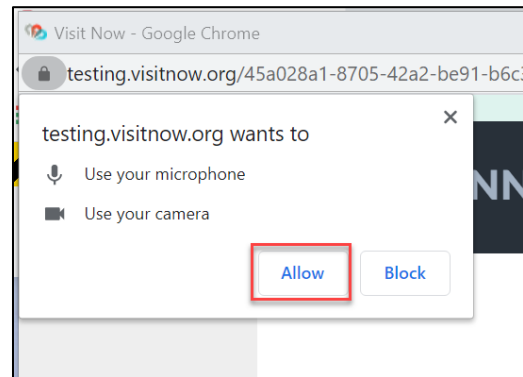 Visit Now - Google Chrome
testing.visitnow.org/45a028a1-8705-42a2-be91-b6c
testing.visitnow.org wants to
Use your microphone
Use your camera
Allow Block